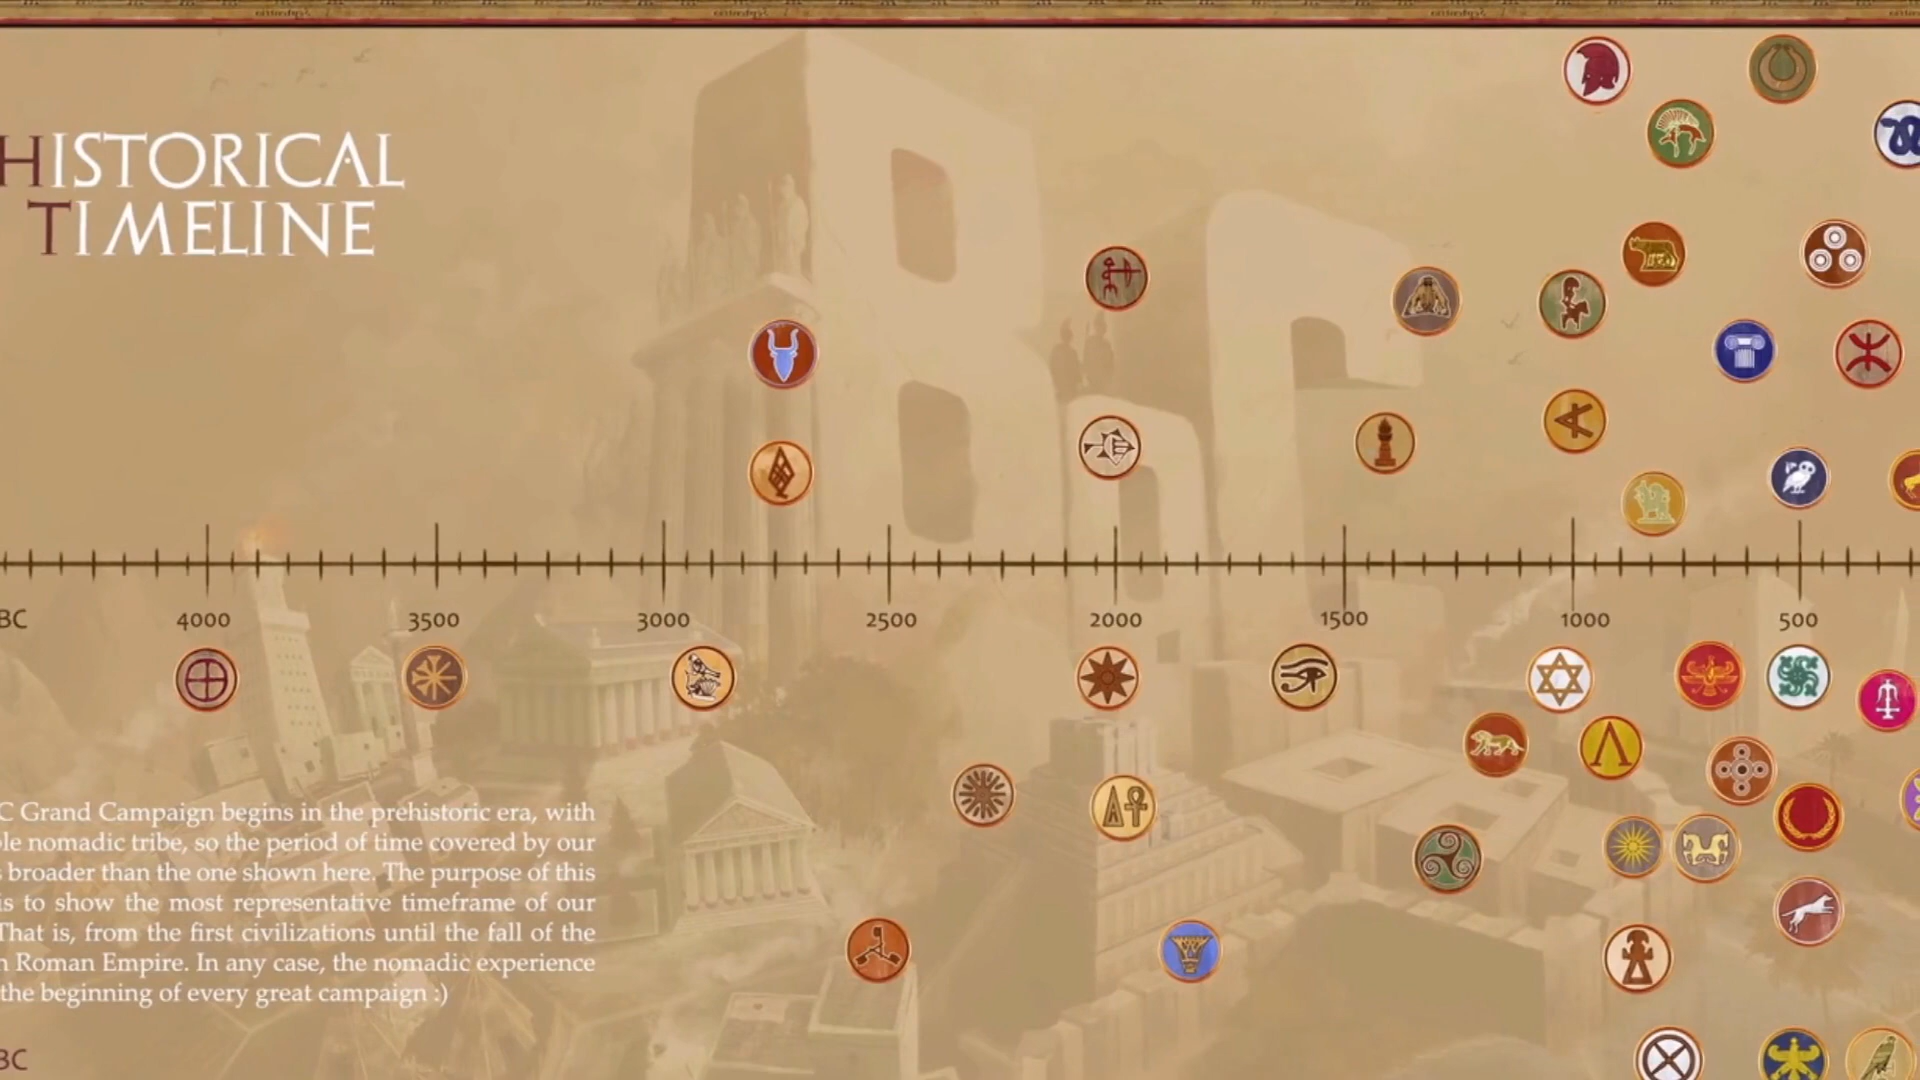 HISTORICAL
TIMELINE
BC 4000 3500 3000 2500 2000 1500 1000 500
C Grand Campaign begins in the prehistoric era, with
le nomadic tribe, so the period of time covered by our
s broader than the one shown here. The purpose of this
is to show the most representative timeframe of our
That is, from the first civilizations until the fall of the
n Roman Empire. In any case, the nomadic experience
the beginning of every great campaign :)
BC